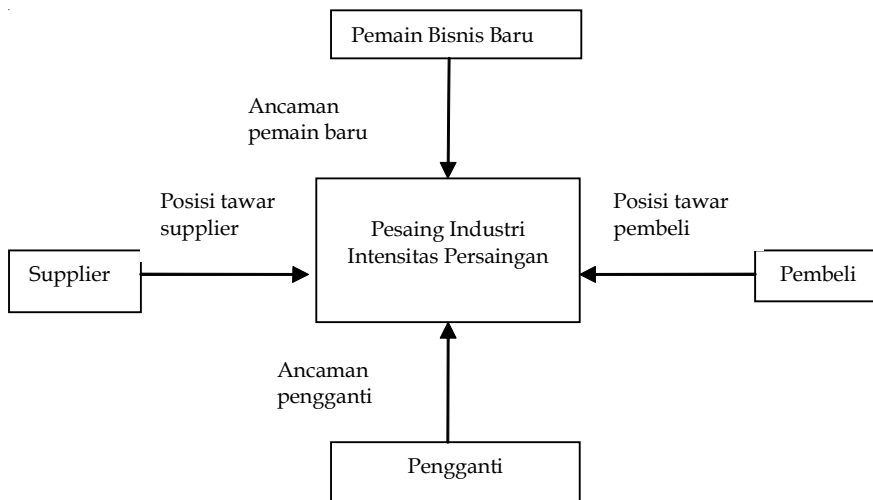 Pemain Bisnis Baru
Ancaman
pemain baru
Posisi tawar
supplier
Pesaing Industri
Intensitas Persaingan
Posisi tawar
pembeli
Supplier
Pembeli
Ancaman
pengganti
Pengganti